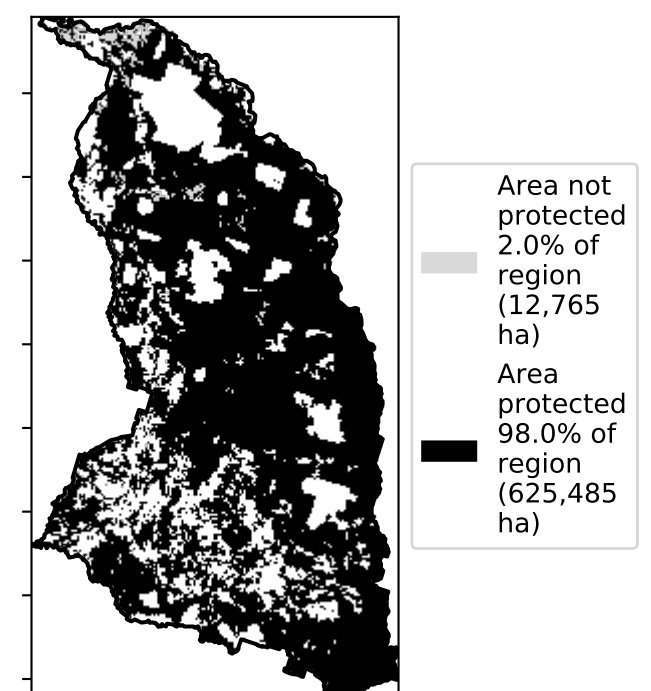 Area not
protected
2.0% of
region
(12,765
ha)
Area
protected
98.0% of
region
(625,485
ha)